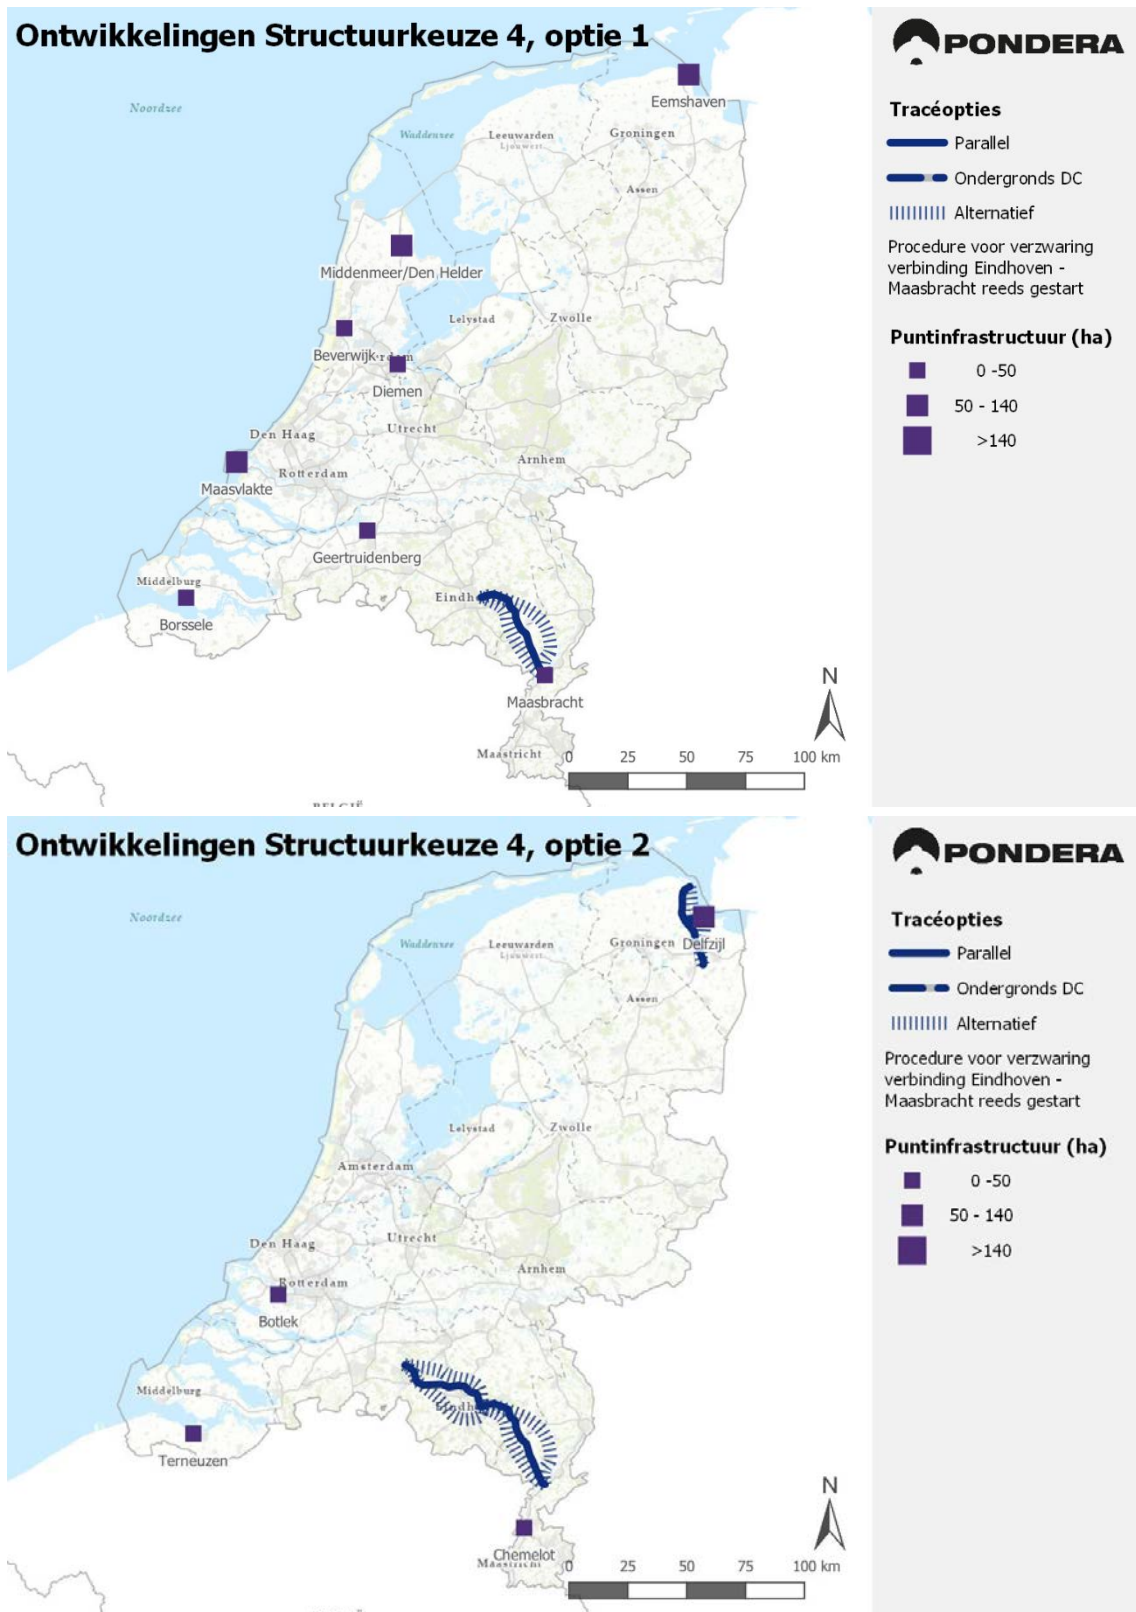 Ontwikkelingen Structuurkeuze 4, optie 1
PONDERA
Noordzee
Waddenzee
Leeuwarden
Ljouwert
Groningen
Eemshaven
Assen
Middenmeer/Den Helder
Lelystad
Zwolle
Beverwijk
Diemen
Den Haag
Utrecht
Arnhem
Rotterdam
Maasvlakte
Geertruidenberg
Middelburg
Borssele
Eindh
Maasbracht
Maastricht
N
0 25 50 75 100 km
Tracéopties
Parallel
Ondergronds DC
Alternatief
Procedure voor verzwaring
verbinding Eindhoven -
Maasbracht reeds gestart
Puntinfrastructuur (ha)
0 -50
50 - 140
>140
Ontwikkelingen Structuurkeuze 4, optie 2
PONDERA
Noordzee
Waddenzee
Leeuwarden
Ljouwert
Groningen
Delfzijl
Assen
Lelystad
Zwolle
Amsterdam
Den Haag
Utrecht
Arnhem
Rotterdam
Botlek
Middelburg
Terneuzen
Eindh
Chemelot
Maastricht
N
0 25 50 75 100 km
Tracéopties
Parallel
Ondergronds DC
Alternatief
Procedure voor verzwaring
verbinding Eindhoven -
Maasbracht reeds gestart
Puntinfrastructuur (ha)
0 -50
50 - 140
>140